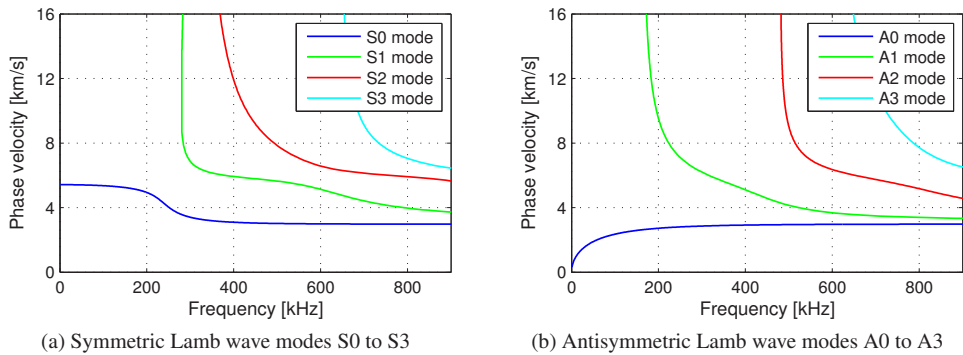 16
12
8
4
0
Phase velocity [km/s]
0 200 400 600 800
Frequency [kHz]
S0 mode
S1 mode
S2 mode
S3 mode
(a) Symmetric Lamb wave modes S0 to S3
16
12
8
4
0
Phase velocity [km/s]
0 200 400 600 800
Frequency [kHz]
A0 mode
A1 mode
A2 mode
A3 mode
(b) Antisymmetric Lamb wave modes A0 to A3